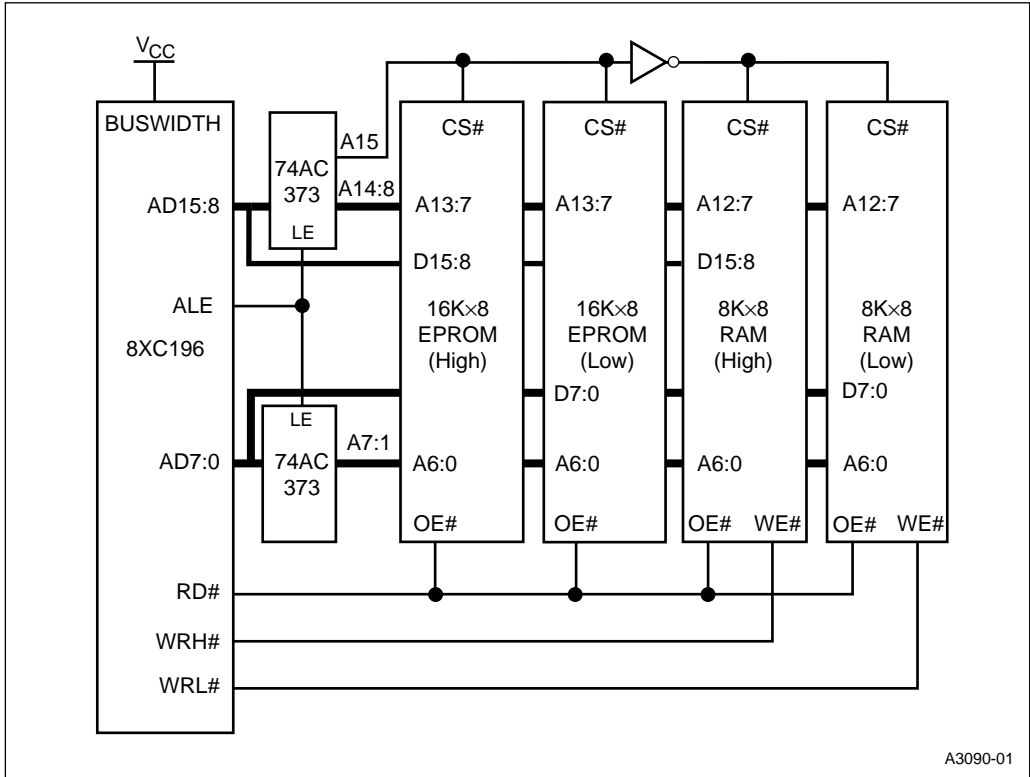 VCC
BUSWIDTH
AD15:8
ALE
8XC196
AD7:0
RD#
WRH#
WRL#
74AC
373
LE
A15
A14:8
LE
74AC
373
A7:1
CS#
A13:7
D15:8
16K×8
EPROM
(High)
A6:0
OE#
CS#
A13:7
16K×8
EPROM
(Low)
D7:0
A6:0
OE#
CS#
A12:7
D15:8
8K×8
RAM
(High)
A6:0
OE# WE#
CS#
A12:7
8K×8
RAM
(Low)
D7:0
A6:0
OE# WE#
A3090-01